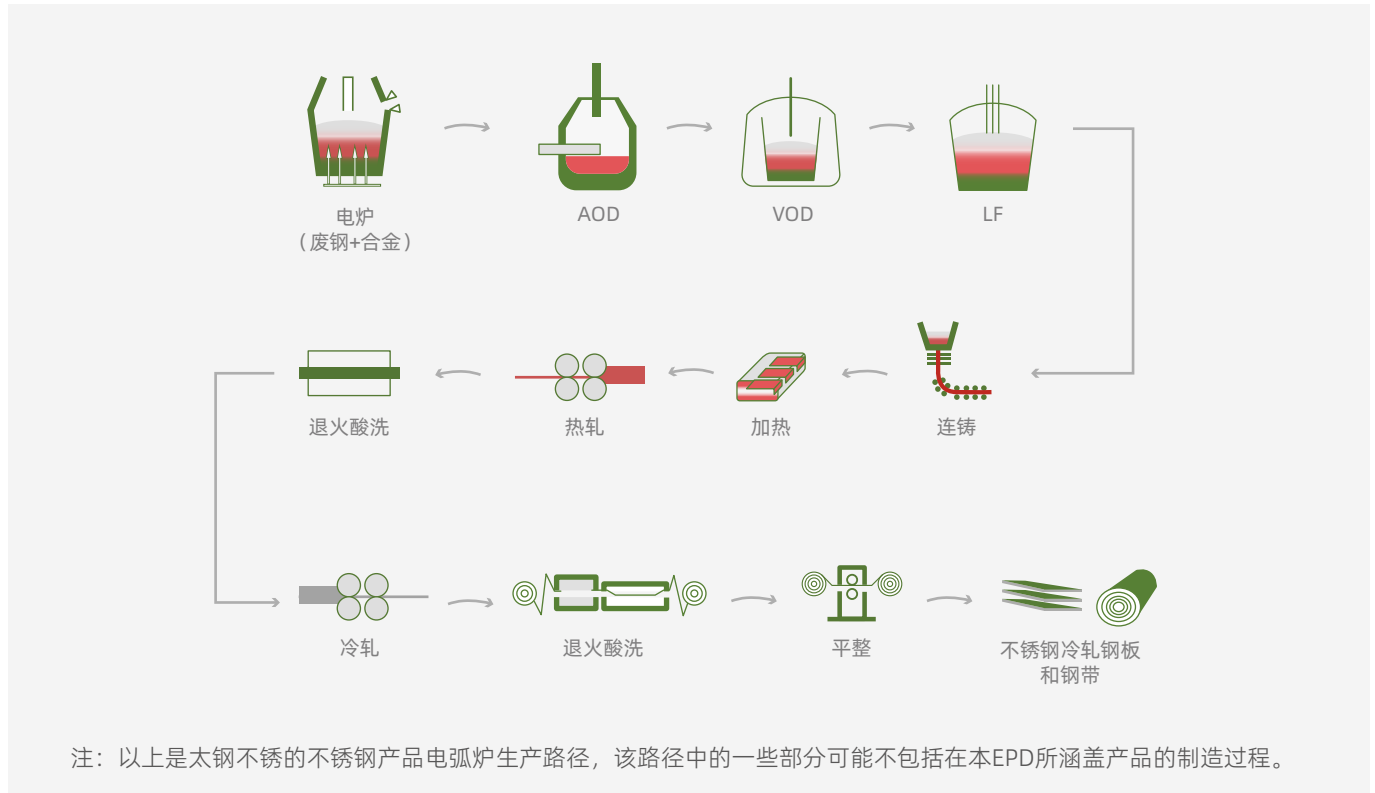 电炉
（废钢+合金）
AOD
VOD
LF
退火酸洗
热轧
加热
连铸
冷轧
退火酸洗
平整
不锈钢冷轧钢板
和钢带
注：以上是太钢不锈的不锈钢产品电弧炉生产路径，该路径中的一些部分可能不包括在本EPD所涵盖产品的制造过程。